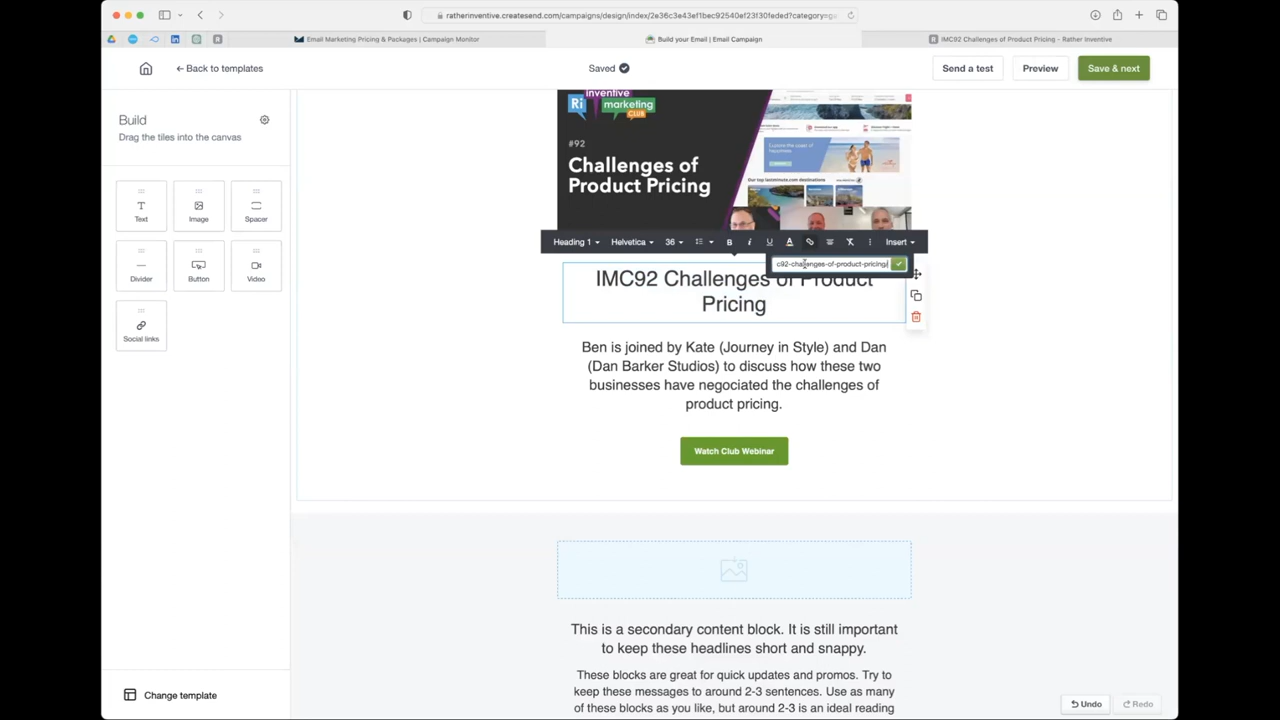 ratherinventive.createsend.com/campaigns/design/index/2e36c3e43ef1bec92540ef23f30feded?category=
Email Marketing Pricing & Packages | Campaign Monitor
Build your Email | Email Campaign
IMC92 Challenges of Product Pricing - Rather Inventive
Back to templates
Saved
Send a test
Preview
Save & next
Build
Drag the tiles into the canvas
Text
Image
Spacer
Divider
Button
Video
Social links
Change template
Ri
inventive
marketing
CLUB
#92
Challenges of
Product Pricing
Our top lastminute.com destinations
Heading 1
Helvetica
36
B
i
U
A
Insert
c92-challenges-of-product-pricing/
IMC92 Challenges of Product
Pricing
Ben is joined by Kate (Journey in Style) and Dan
(Dan Barker Studios) to discuss how these two
businesses have negociated the challenges of
product pricing.
Watch Club Webinar
This is a secondary content block. It is still important
to keep these headlines short and snappy.
These blocks are great for quick updates and promos. Try to
keep these messages to around 2-3 sentences. Use as many
of these blocks as you like, but around 2-3 is an ideal reading
Undo
Redo